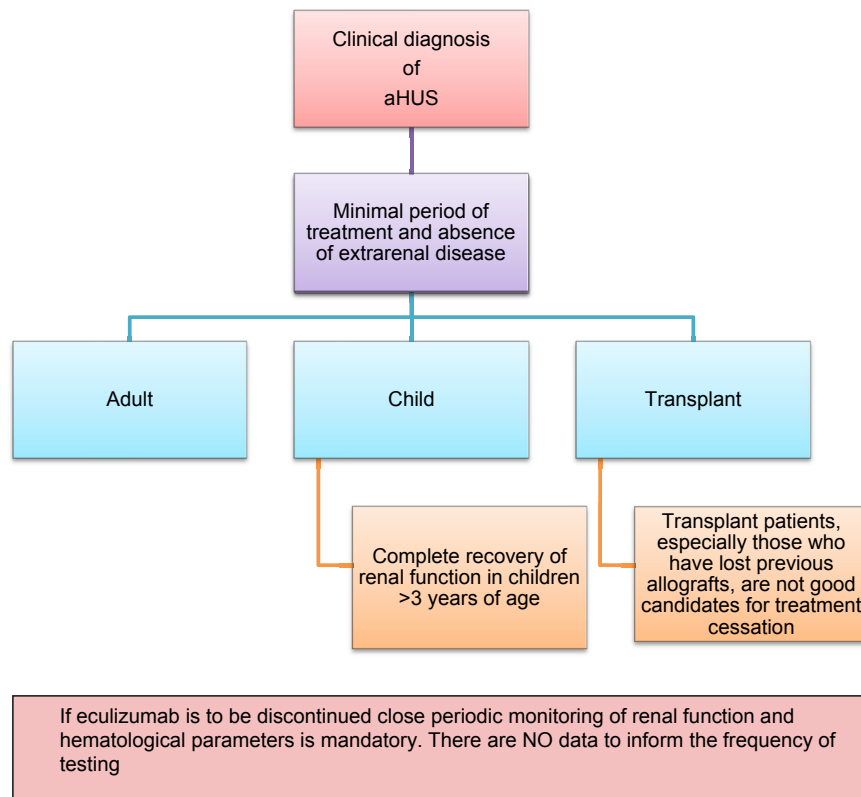 Clinical diagnosis
of
aHUS
Minimal period of
treatment and absence
of extrarenal disease
Adult
Child
Transplant
Complete recovery of
renal function in children
>3 years of age
Transplant patients,
especially those who
have lost previous
allografts, are not good
candidates for treatment
cessation
If eculizumab is to be discontinued close periodic monitoring of renal function and
hematological parameters is mandatory. There are NO data to inform the frequency of
testing